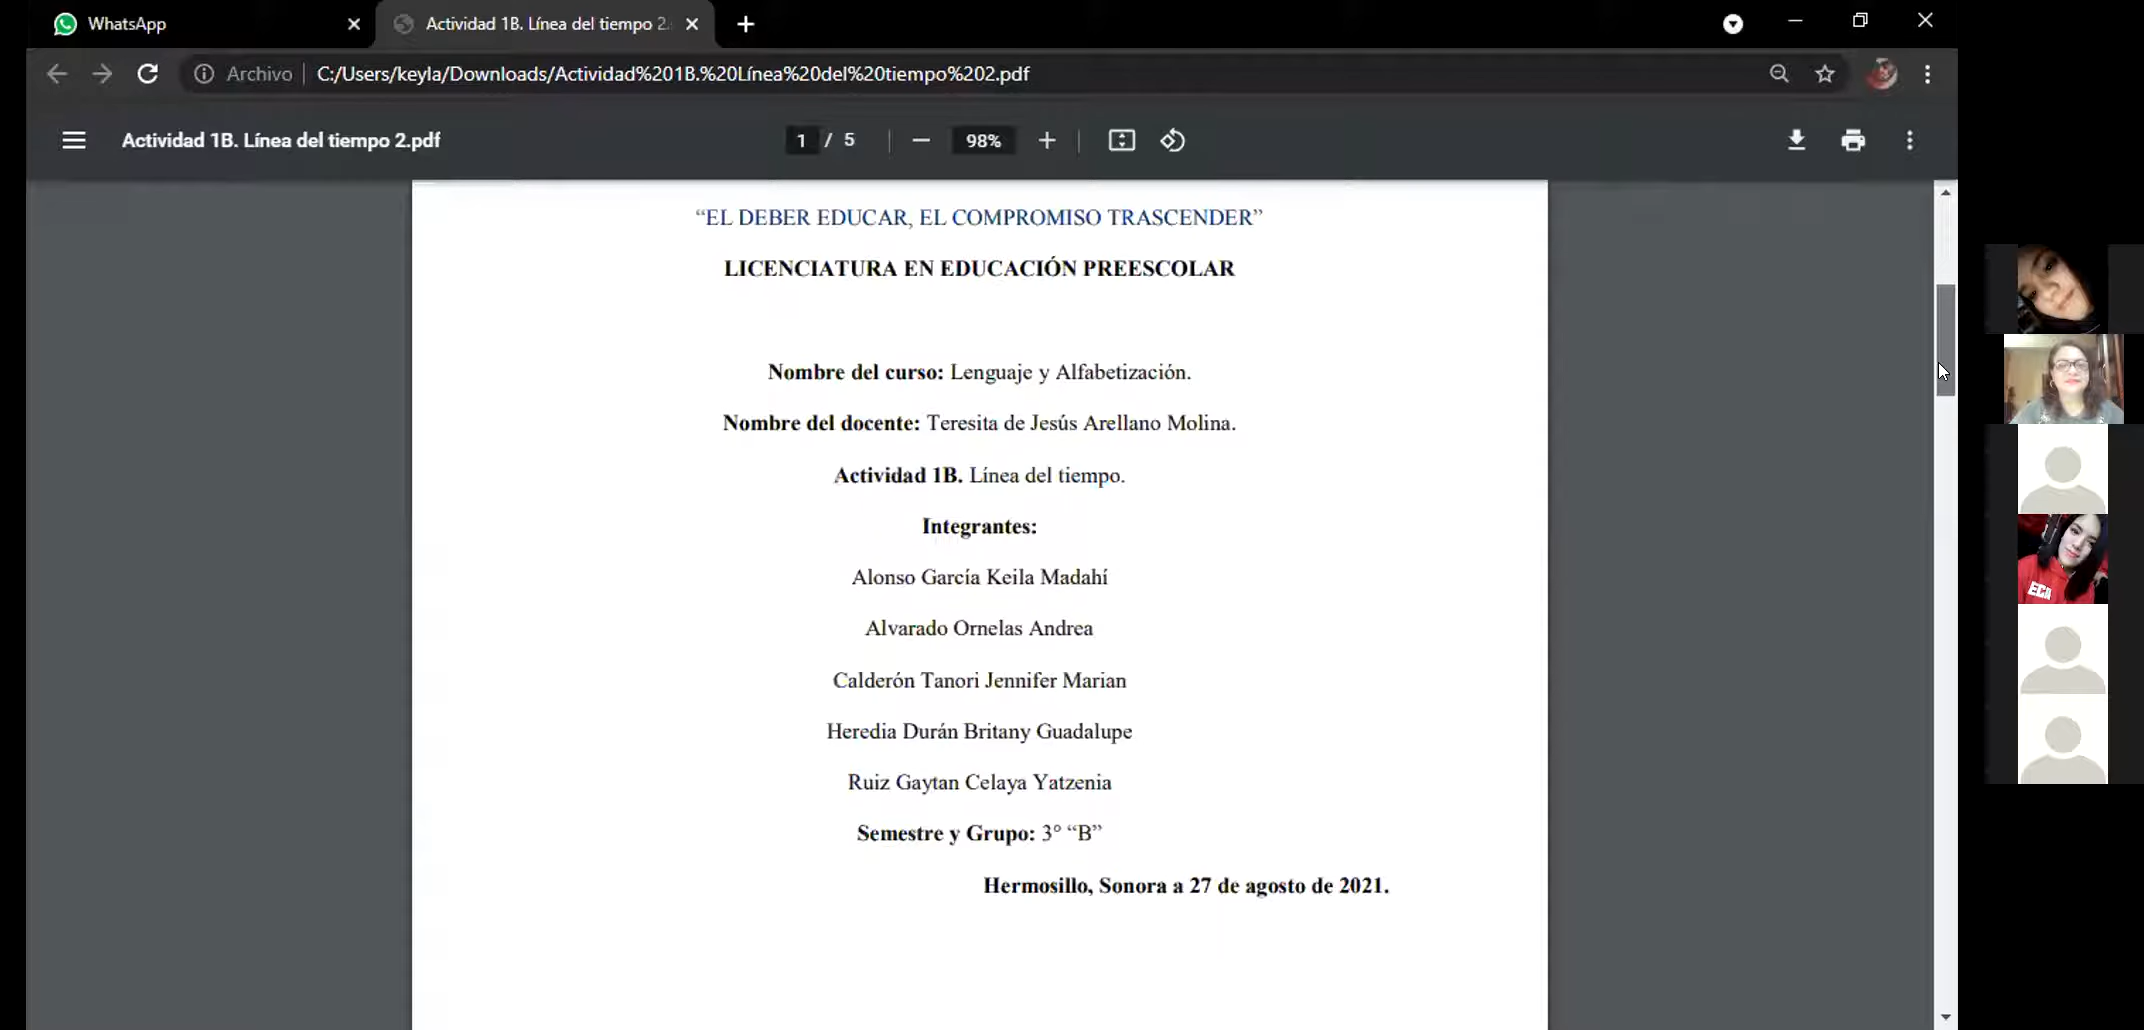 WhatsApp
Actividad 1B. Línea del tiempo 2.
Archivo
C:/Users/keyla/Downloads/Actividad%201B.%20Línea%20del%20tiempo%202.pdf
Actividad 1B. Línea del tiempo 2.pdf
1 / 5
98%
“EL DEBER EDUCAR, EL COMPROMISO TRASCENDER”
LICENCIATURA EN EDUCACIÓN PREESCOLAR
Nombre del curso: Lenguaje y Alfabetización.
Nombre del docente: Teresita de Jesús Arellano Molina.
Actividad 1B. Línea del tiempo.
Integrantes:
Alonso García Keila Madahí
Alvarado Ornelas Andrea
Calderón Tanori Jennifer Marian
Heredia Durán Britany Guadalupe
Ruiz Gaytan Celaya Yatzenia
Semestre y Grupo: 3° “B”
Hermosillo, Sonora a 27 de agosto de 2021.